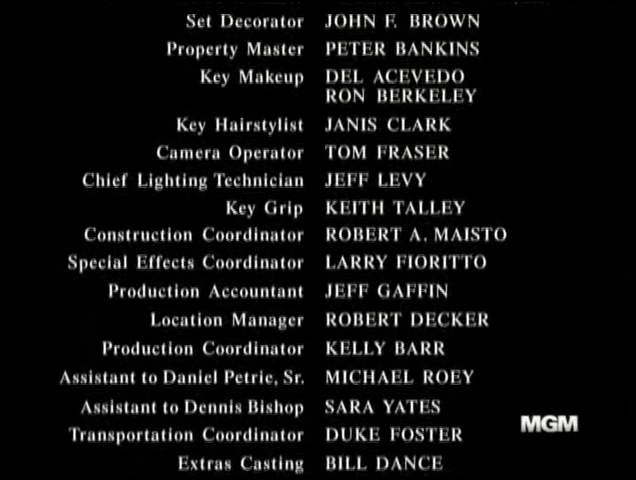 Set Decorator JOHN F. BROWN
Property Master PETER BANKINS
Key Makeup DEL ACEVEDO
RON BERKELEY
Key Hairstylist JANIS CLARK
Camera Operator TOM FRASER
Chief Lighting Technician JEFF LEVY
Key Grip KEITH TALLEY
Construction Coordinator ROBERT A. MAISTO
Special Effects Coordinator LARRY FIORITTO
Production Accountant JEFF GAFFIN
Location Manager ROBERT DECKER
Production Coordinator KELLY BARR
Assistant to Daniel Petrie, Sr. MICHAEL ROEY
Assistant to Dennis Bishop SARA YATES
Transportation Coordinator DUKE FOSTER
MGM
Extras Casting BILL DANCE